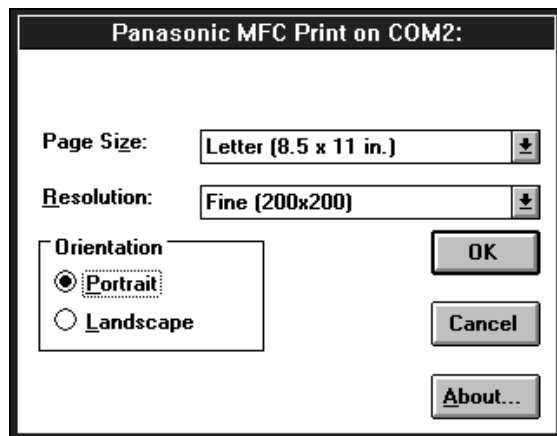 Panasonic MFC Print on COM2:
Page Size:
Letter (8.5 x 11 in.)
Resolution:
Fine (200x200)
Orientation
Portrait
Landscape
OK
Cancel
About...